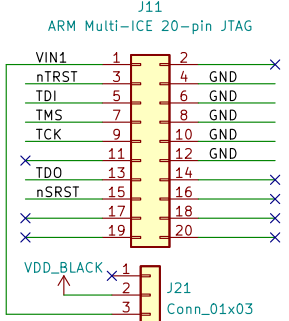 J11
ARM Multi-ICE 20-pin JTAG
VIN1 1 2
nTRST 3 4 GND
TDI 5 6 GND
TMS 7 8 GND
TCK 9 10 GND
11 12 GND
TDO 13 14
nSRST 15 16
17 18
19 20
VDD_BLACK 1
J21
2
Conn_01x03
3